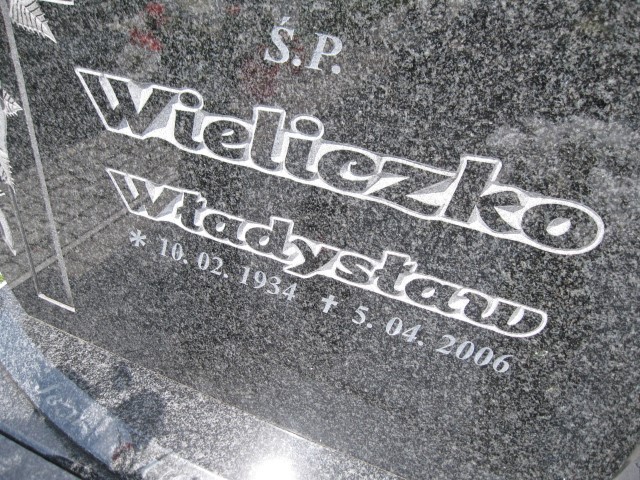 Ś.P.
Wieliczko
Władysław
* 10. 02. 1934 ✝ 5. 04. 2006